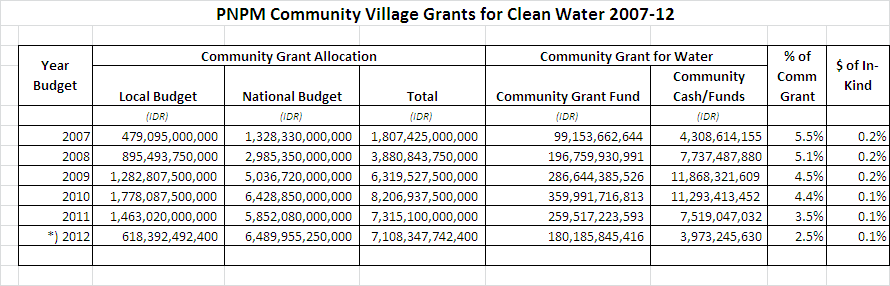 PNPM Community Village Grants for Clean Water 2007-12
Year Budget Community Grant Allocation Community Grant for Water % of Comm Grant $ of In-Kind
Local Budget National Budget Total Community Grant Fund Community Cash/Funds
(IDR) (IDR) (IDR) (IDR) (IDR)
2007 479,095,000,000 1,328,330,000,000 1,807,425,000,000 99,153,662,644 4,308,614,155 5.5% 0.2%
2008 895,493,750,000 2,985,350,000,000 3,880,843,750,000 196,759,930,991 7,737,487,880 5.1% 0.2%
2009 1,282,807,500,000 5,036,720,000,000 6,319,527,500,000 286,644,385,526 11,868,321,609 4.5% 0.2%
2010 1,778,087,500,000 6,428,850,000,000 8,206,937,500,000 359,991,716,813 11,293,413,452 4.4% 0.1%
2011 1,463,020,000,000 5,852,080,000,000 7,315,100,000,000 259,517,223,593 7,519,047,032 3.5% 0.1%
*) 2012 618,392,492,400 6,489,955,250,000 7,108,347,742,400 180,185,845,416 3,973,245,630 2.5% 0.1%